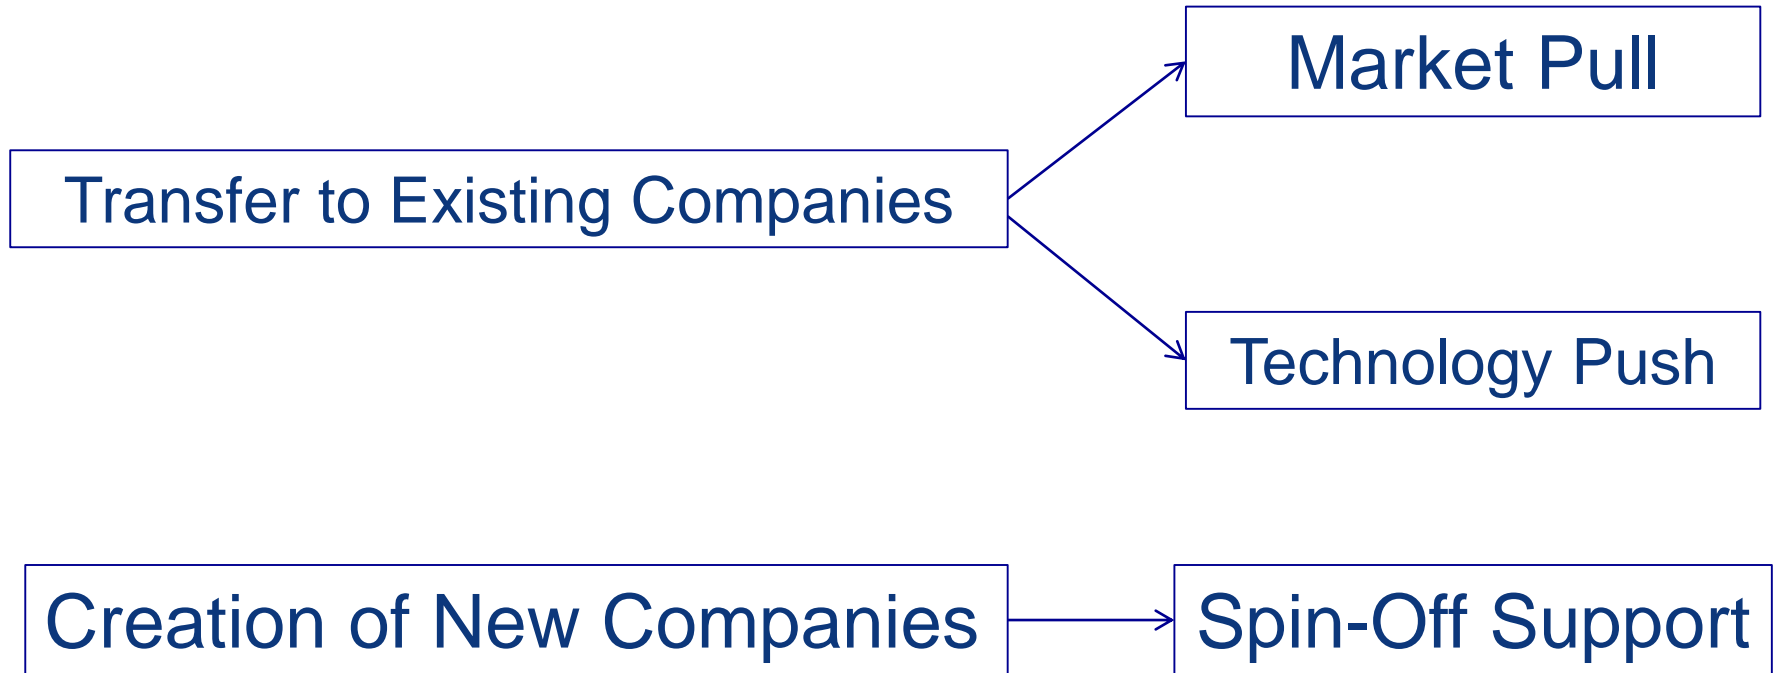 Market Pull
Transfer to Existing Companies
Technology Push
Creation of New Companies
Spin-Off Support